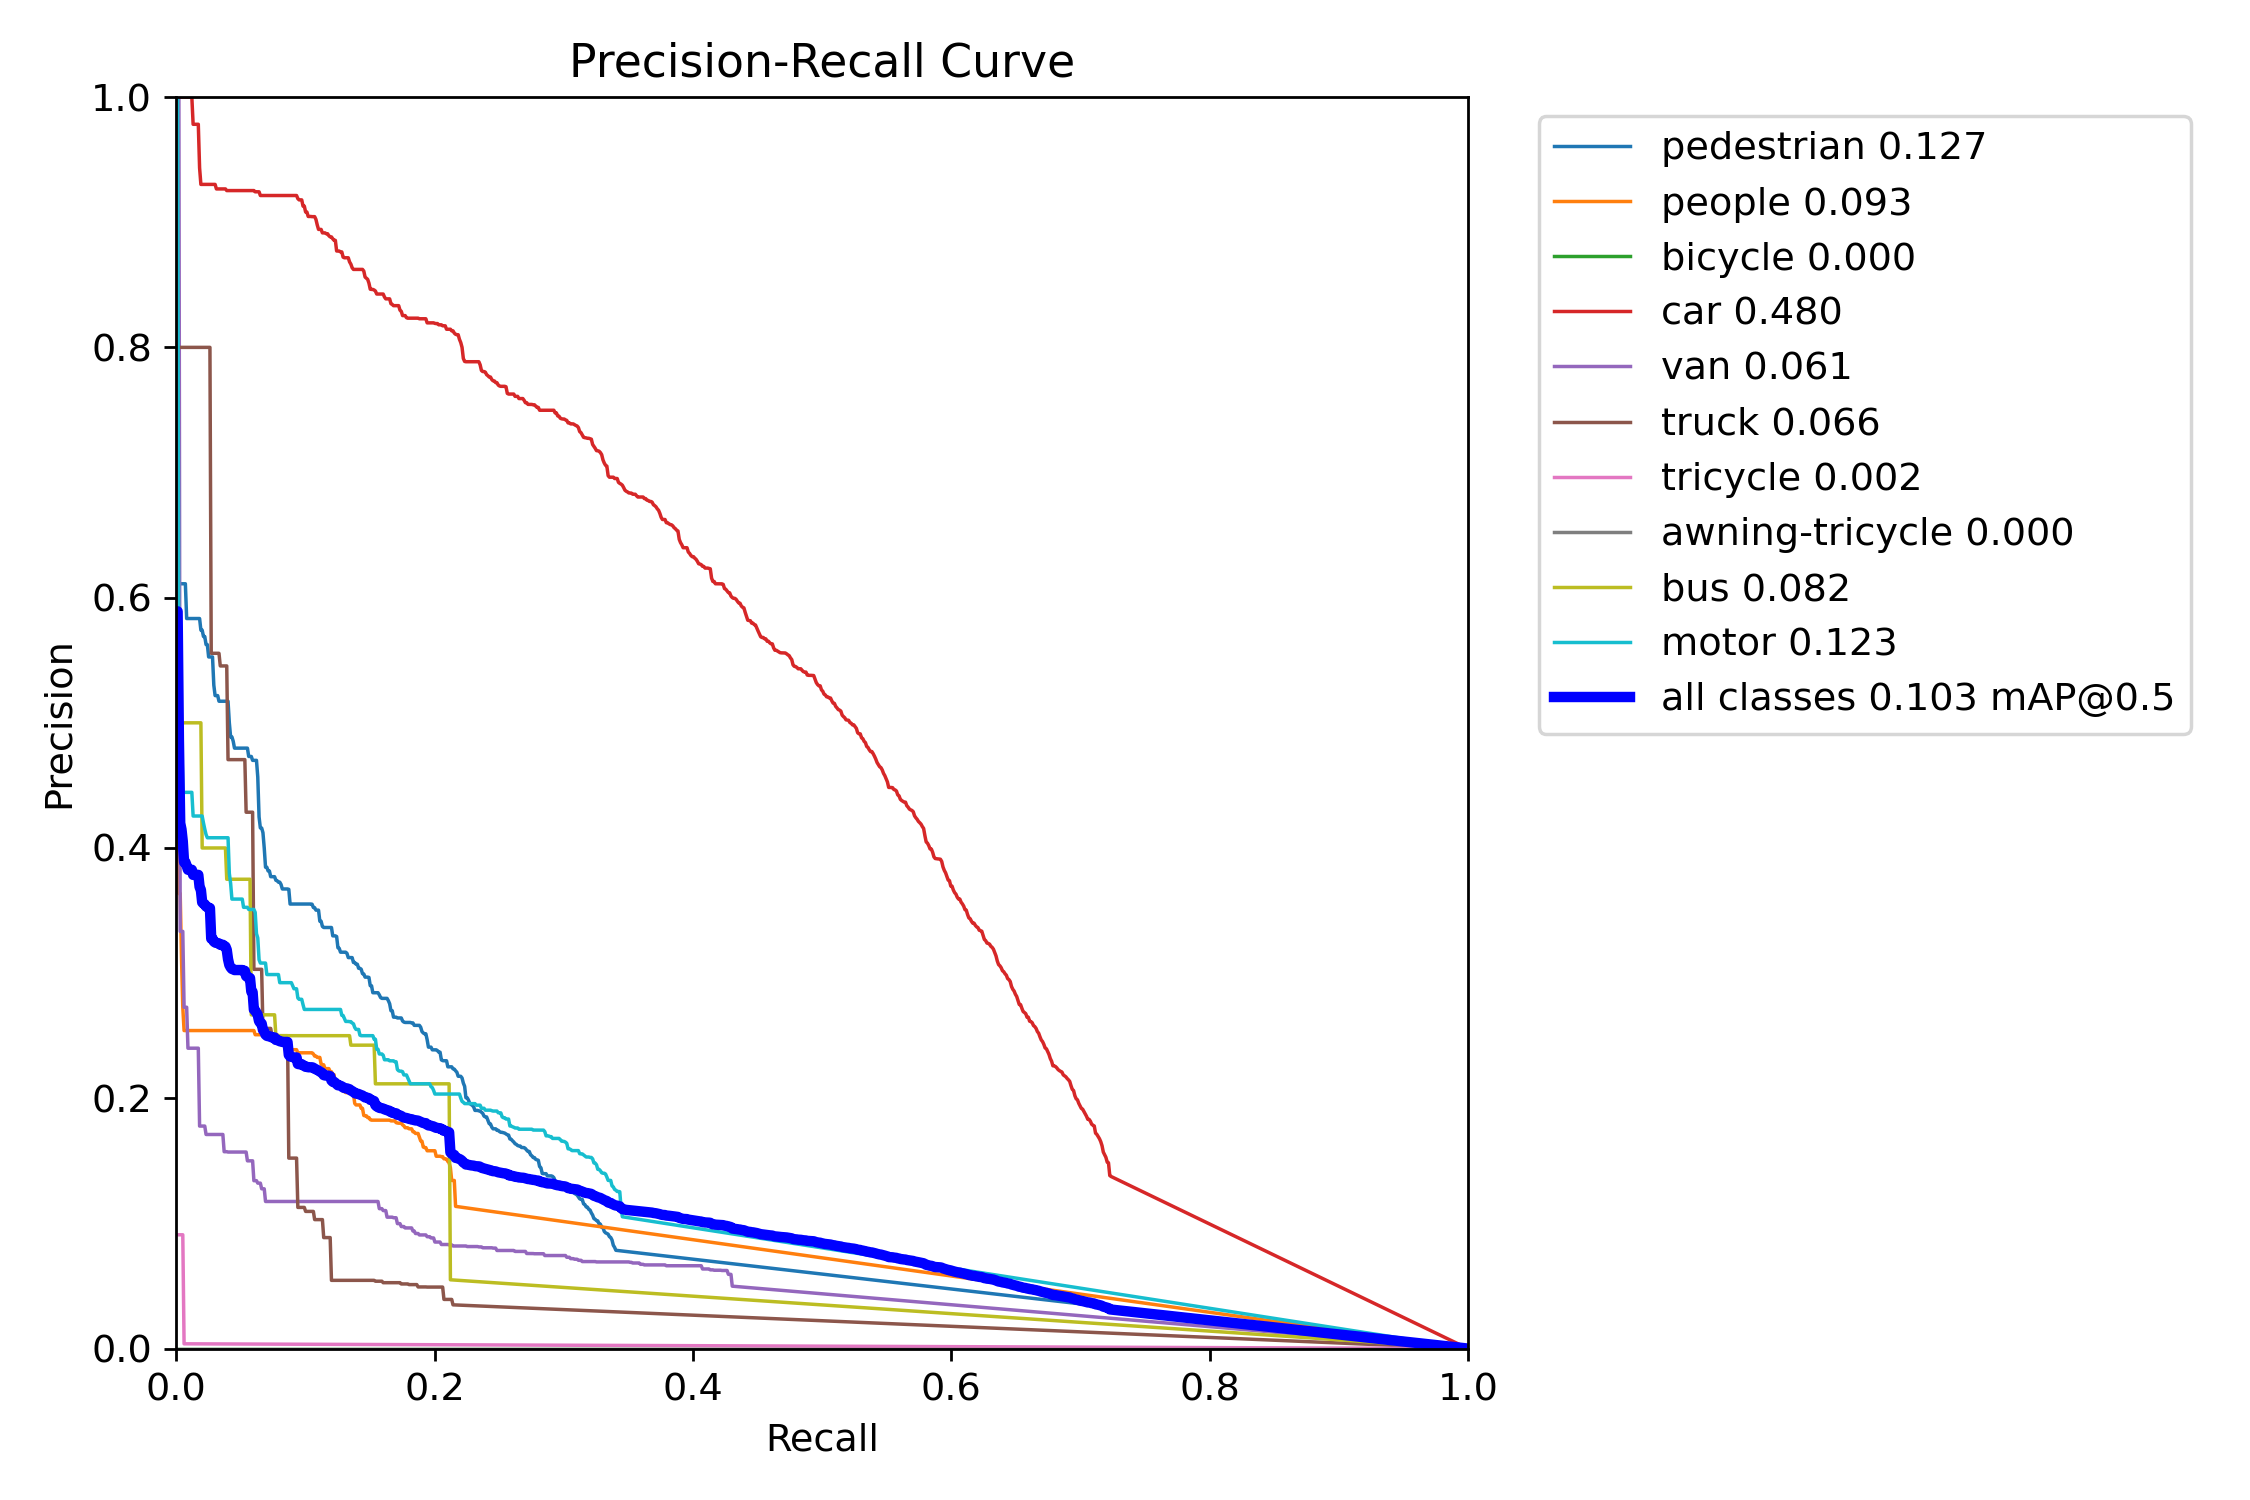 Precision-Recall Curve
1.0
0.8
0.6
0.4
0.2
0.0
Precision
0.0 0.2 0.4 0.6 0.8 1.0
Recall
pedestrian 0.127
people 0.093
bicycle 0.000
car 0.480
van 0.061
truck 0.066
tricycle 0.002
awning-tricycle 0.000
bus 0.082
motor 0.123
all classes 0.103 mAP@0.5